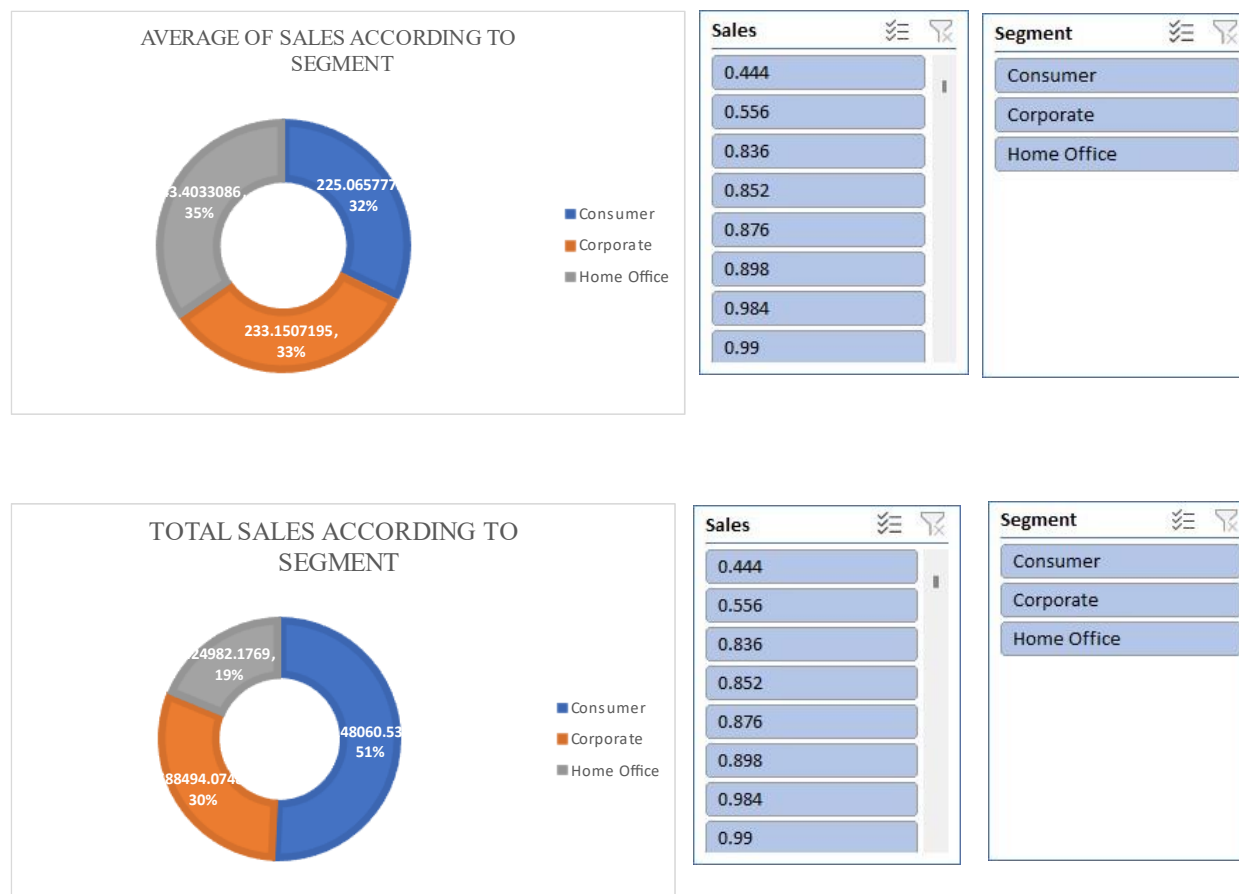 AVERAGE OF SALES ACCORDING TO
SEGMENT
3.4033086,
35%
225.065777
32%
233.1507195,
33%
Consumer
Corporate
Home Office
Sales
0.444
0.556
0.836
0.852
0.876
0.898
0.984
0.99
Segment
Consumer
Corporate
Home Office
TOTAL SALES ACCORDING TO
SEGMENT
24982.1769,
19%
48060.53
51%
88494.074
30%
Consumer
Corporate
Home Office
Sales
0.444
0.556
0.836
0.852
0.876
0.898
0.984
0.99
Segment
Consumer
Corporate
Home Office